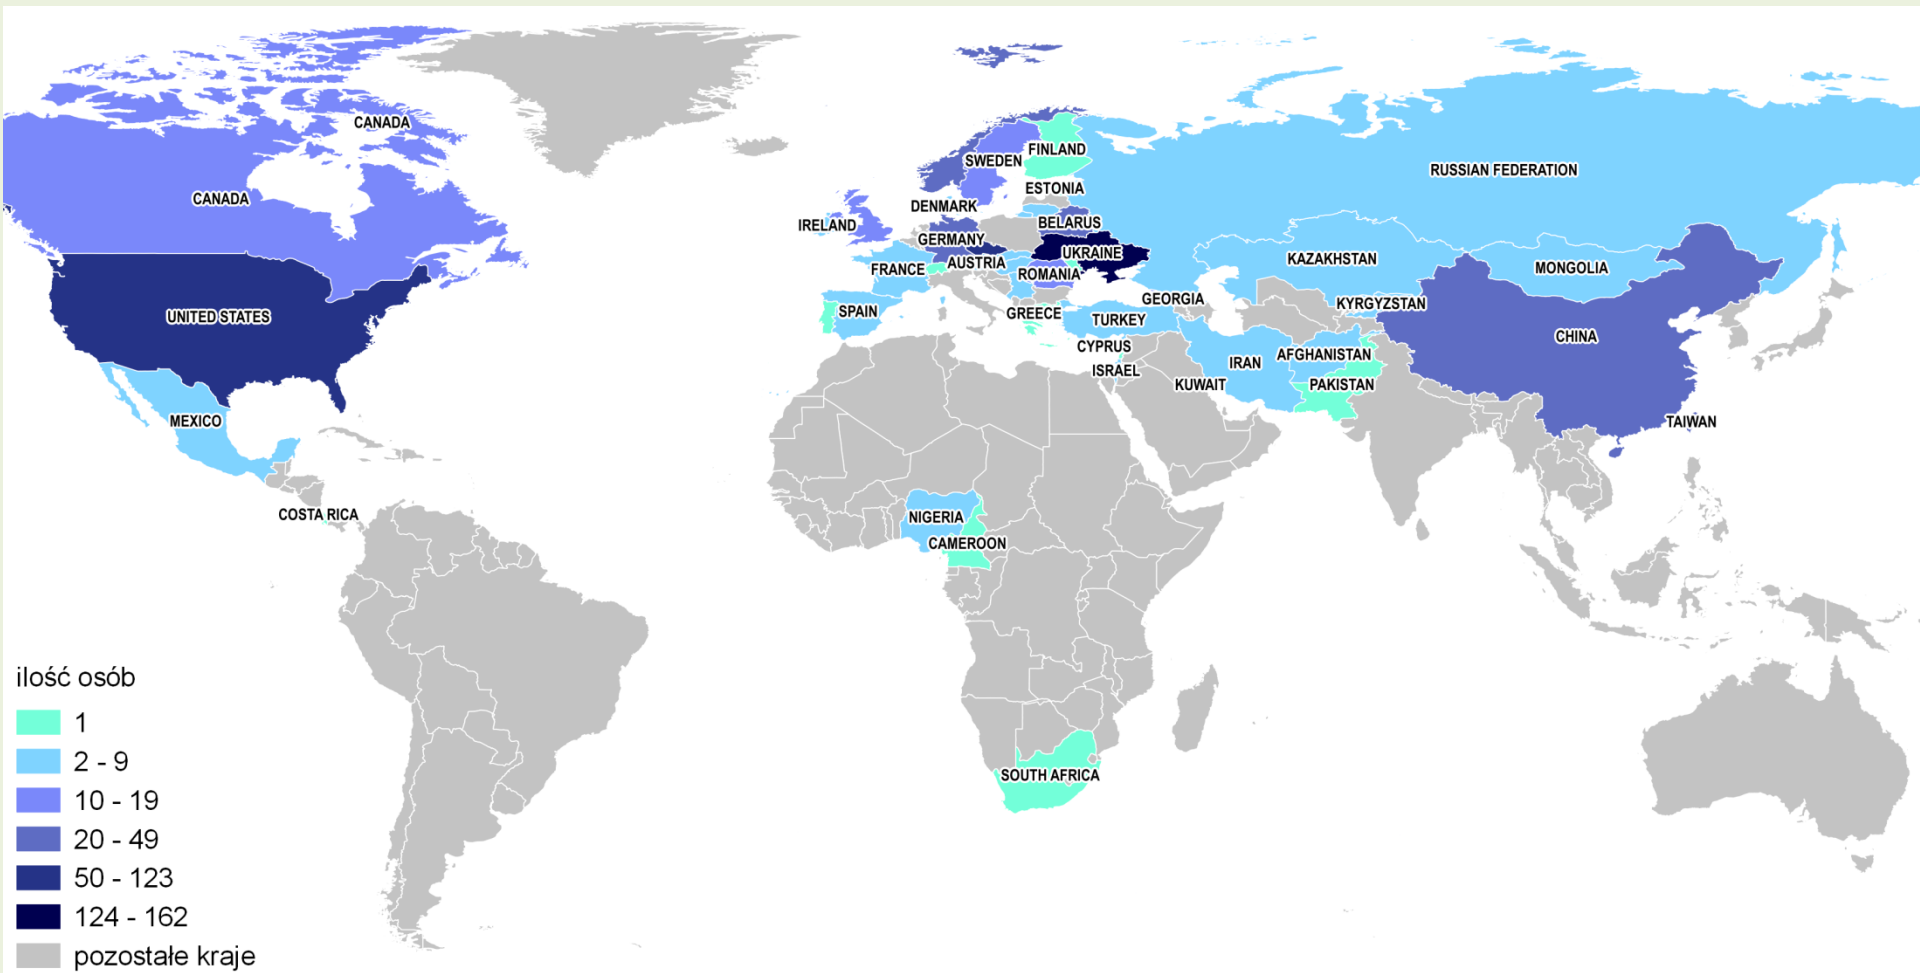 CANADA
FINLAND
SWEDEN
RUSSIAN FEDERATION
ESTONIA
CANADA
DENMARK
IRELAND
BELARUS
GERMANY
UKRAINE
AUSTRIA
KAZAKHSTAN
FRANCE
ROMANIA
MONGOLIA
GEORGIA
KYRGYZSTAN
SPAIN
GREECE
UNITED STATES
TURKEY
CHINA
CYPRUS
AFGHANISTAN
IRAN
ISRAEL
KUWAIT
PAKISTAN
MEXICO
TAIWAN
COSTA RICA
NIGERIA
CAMEROON
SOUTH AFRICA
ilość osób
1
2 - 9
10 - 19
20 - 49
50 - 123
124 - 162
pozostałe kraje